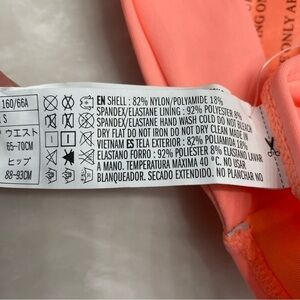 ONLY AR
ING O
160/66A
S
ウエスト
65-70CM
ヒップ
88-93CM
EN SHELL : 82% NYLON/POLYAMIDE 18%
SPANDEX/ELASTANE LINING : 92% POLYESTER 8%
SPANDEX/ELASTANE HAND WASH COLD DO NOT BLEACH
DRY FLAT DO NOT IRON DO NOT DRY CLEAN MADE IN
VIETNAM ES TELA EXTERIOR : 82% POLIAMIDA 18%
ELASTANO FORRO : 92% POLIESTER 8% ELASTANO LAVAR
A MANO. TEMPERATURA MAXIMA 40 °C. NO USAR
BLANQUEADOR. SECADO EXTENDIDO. NO PLANCHAR NO